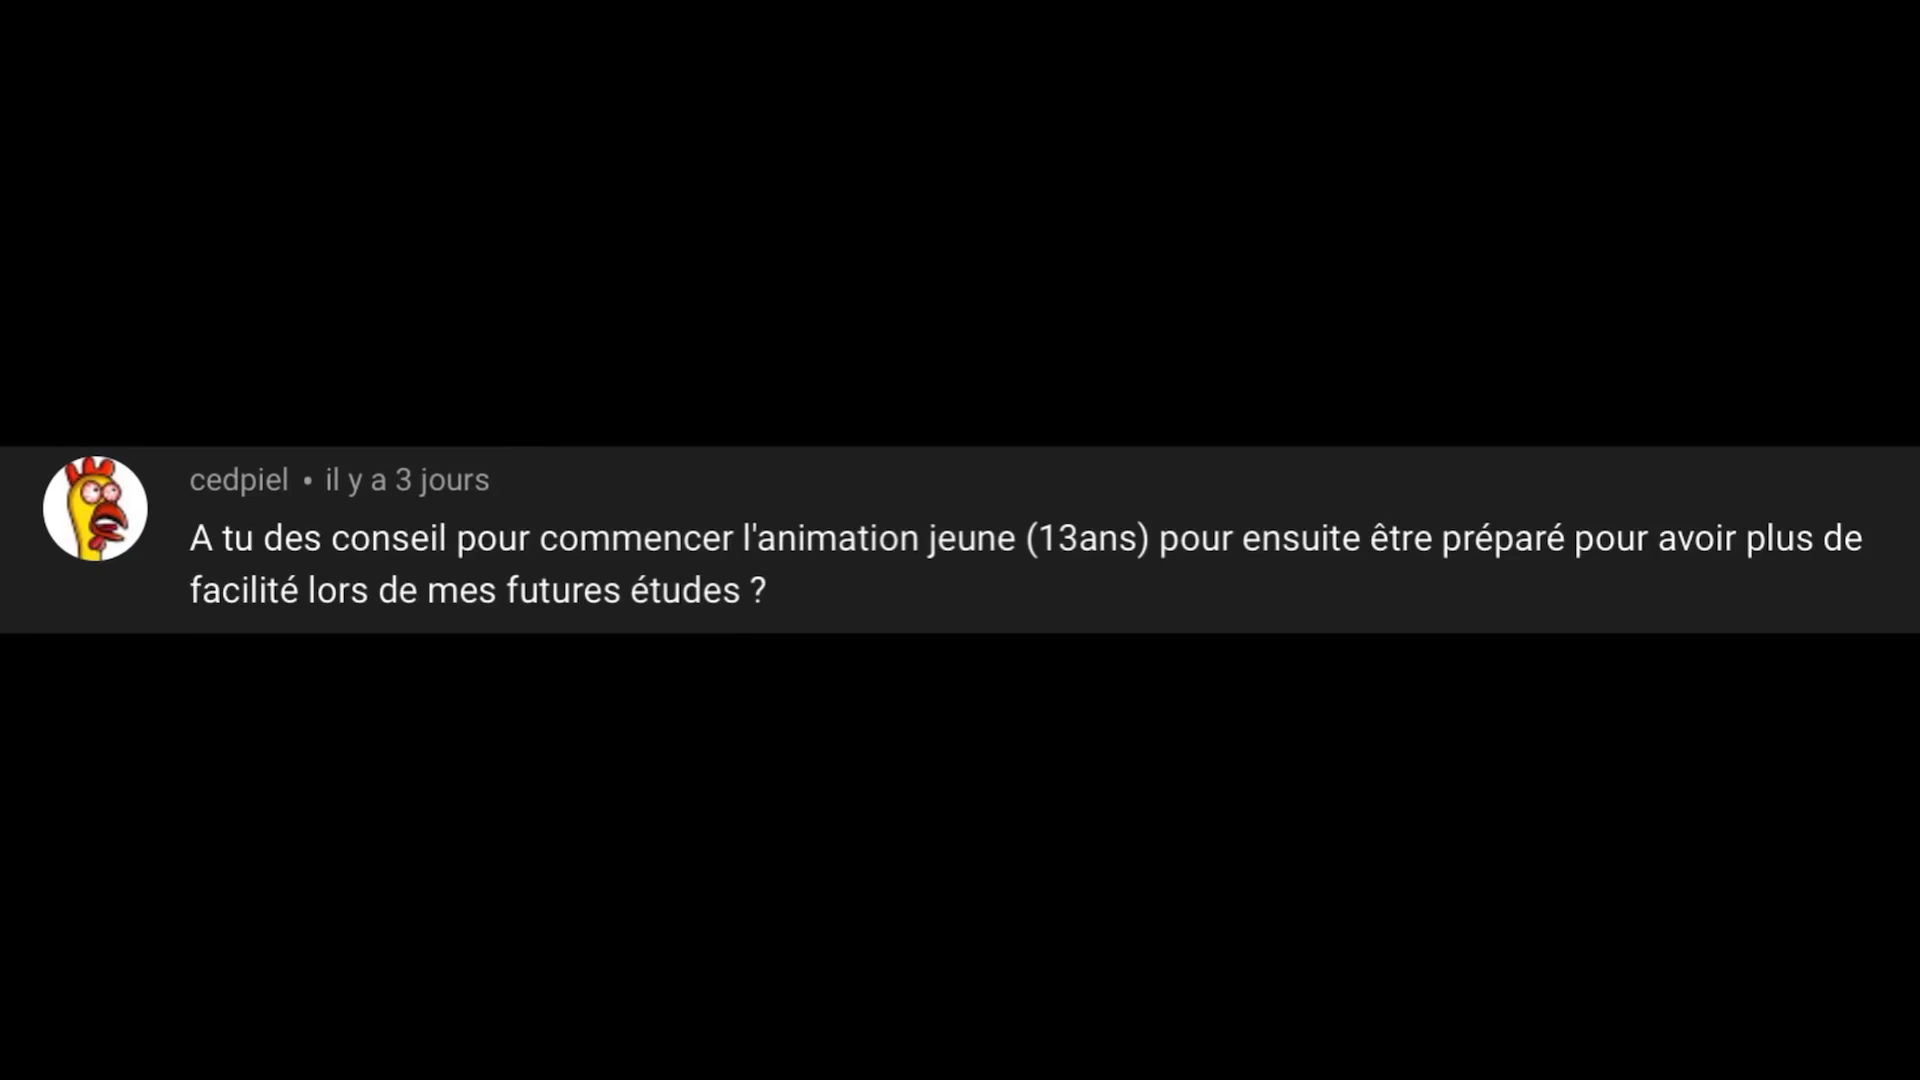 cedpiel • il y a 3 jours
A tu des conseil pour commencer l'animation jeune (13ans) pour ensuite être préparé pour avoir plus de
facilité lors de mes futures études ?